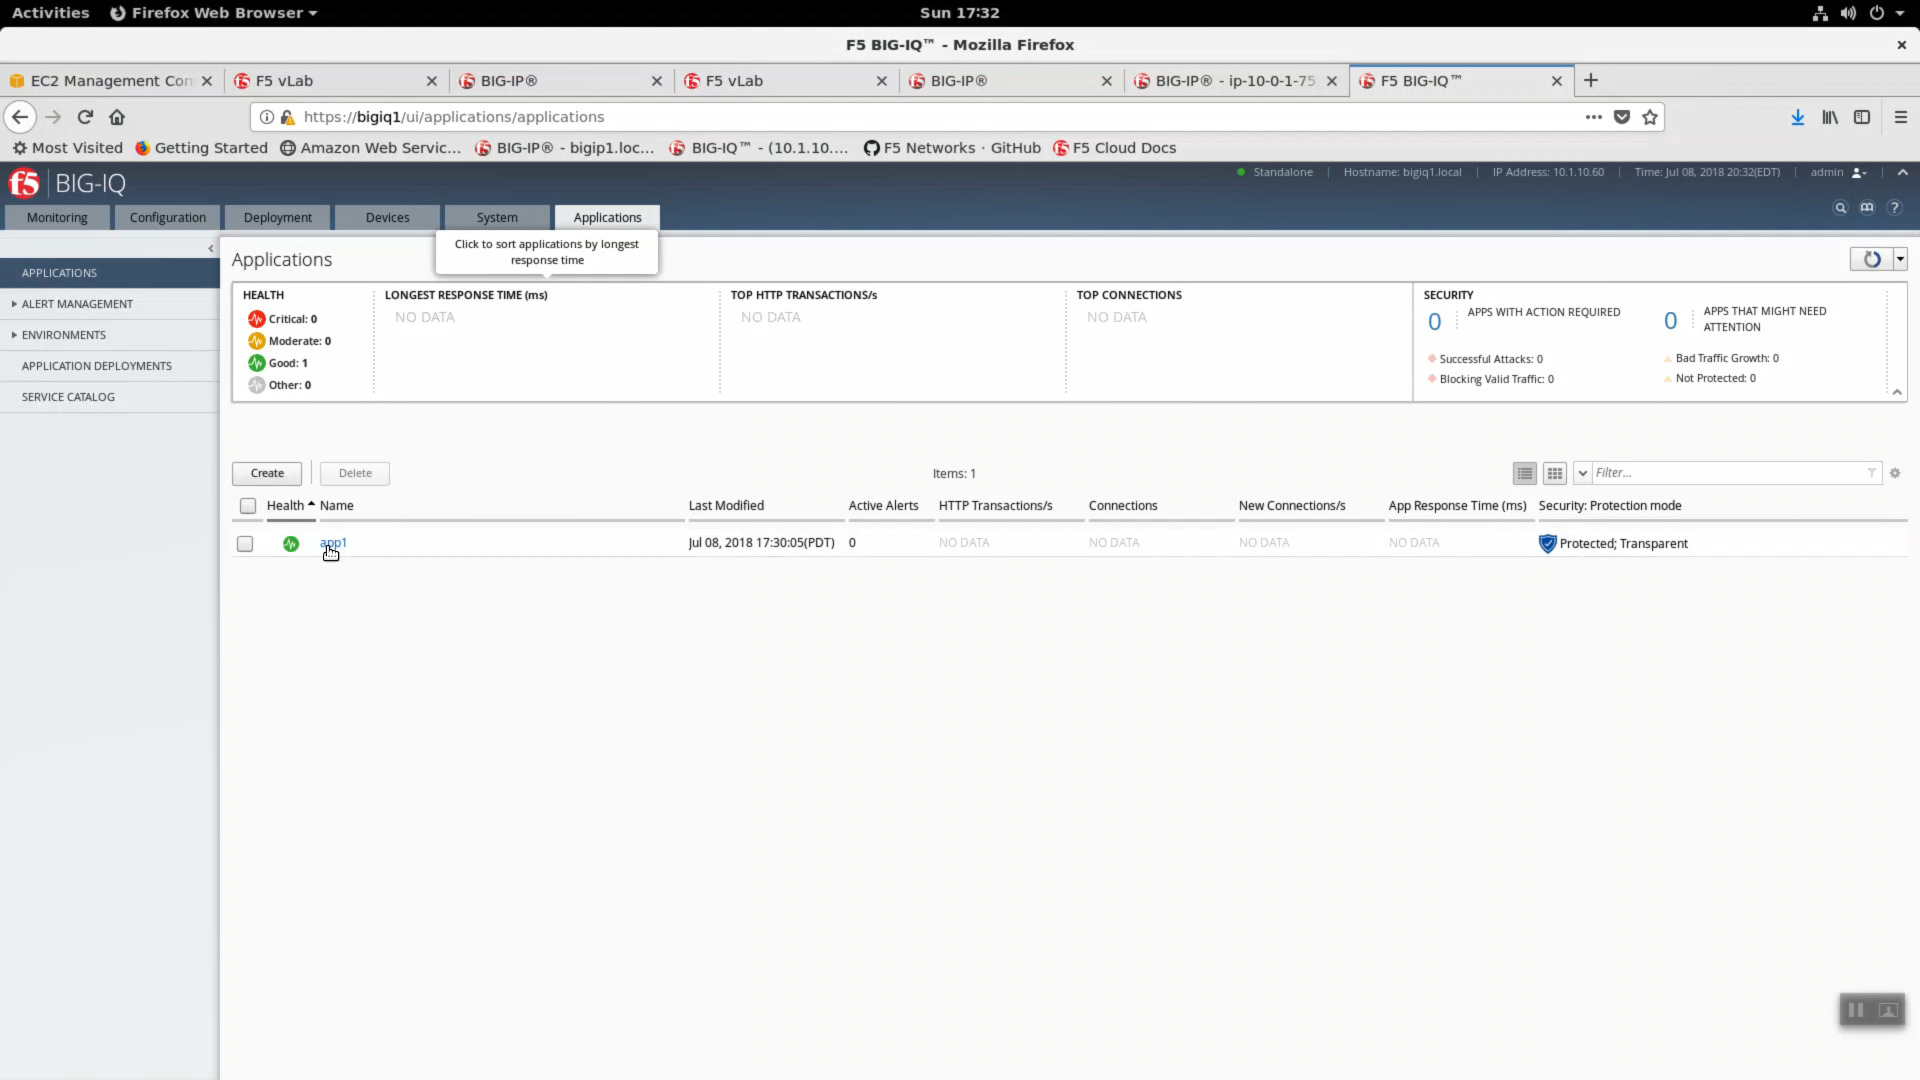 Activities Firefox Web Browser Sun 17:32
F5 BIG-IQ™ - Mozilla Firefox
EC2 Management Con F5 vLab BIG-IP® F5 vLab BIG-IP® BIG-IP® - ip-10-0-1-75 F5 BIG-IQ™
https://bigiq1/ui/applications/applications
Most Visited Getting Started Amazon Web Servic... BIG-IP® - bigip1.loc... BIG-IQ™ - (10.1.10.... F5 Networks · GitHub F5 Cloud Docs
f5 BIG-IQ Standalone Hostname: bigiq1.local IP Address: 10.1.10.60 Time: Jul 08, 2018 20:32(EDT) admin
Monitoring Configuration Deployment Devices System Applications
Click to sort applications by longest
response time
APPLICATIONS
ALERT MANAGEMENT
ENVIRONMENTS
APPLICATION DEPLOYMENTS
SERVICE CATALOG
Applications
HEALTH
Critical: 0
Moderate: 0
Good: 1
Other: 0
LONGEST RESPONSE TIME (ms)
NO DATA
TOP HTTP TRANSACTIONS/s
NO DATA
TOP CONNECTIONS
NO DATA
SECURITY
0 APPS WITH ACTION REQUIRED
Successful Attacks: 0
Blocking Valid Traffic: 0
0 APPS THAT MIGHT NEED
ATTENTION
Bad Traffic Growth: 0
Not Protected: 0
Create Delete Items: 1 Filter...
Health Name Last Modified Active Alerts HTTP Transactions/s Connections New Connections/s App Response Time (ms) Security: Protection mode
app1 Jul 08, 2018 17:30:05(PDT) 0 NO DATA NO DATA NO DATA NO DATA Protected; Transparent